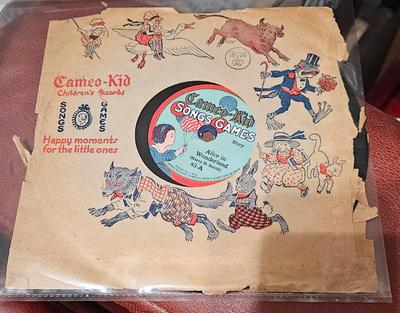 Cameo-Kid
Children's Records
SONGS
GAMES
Happy moments
for the little ones
Cameo-Kid
SONGS GAMES
Story
Alice in
Wonderland
43-A